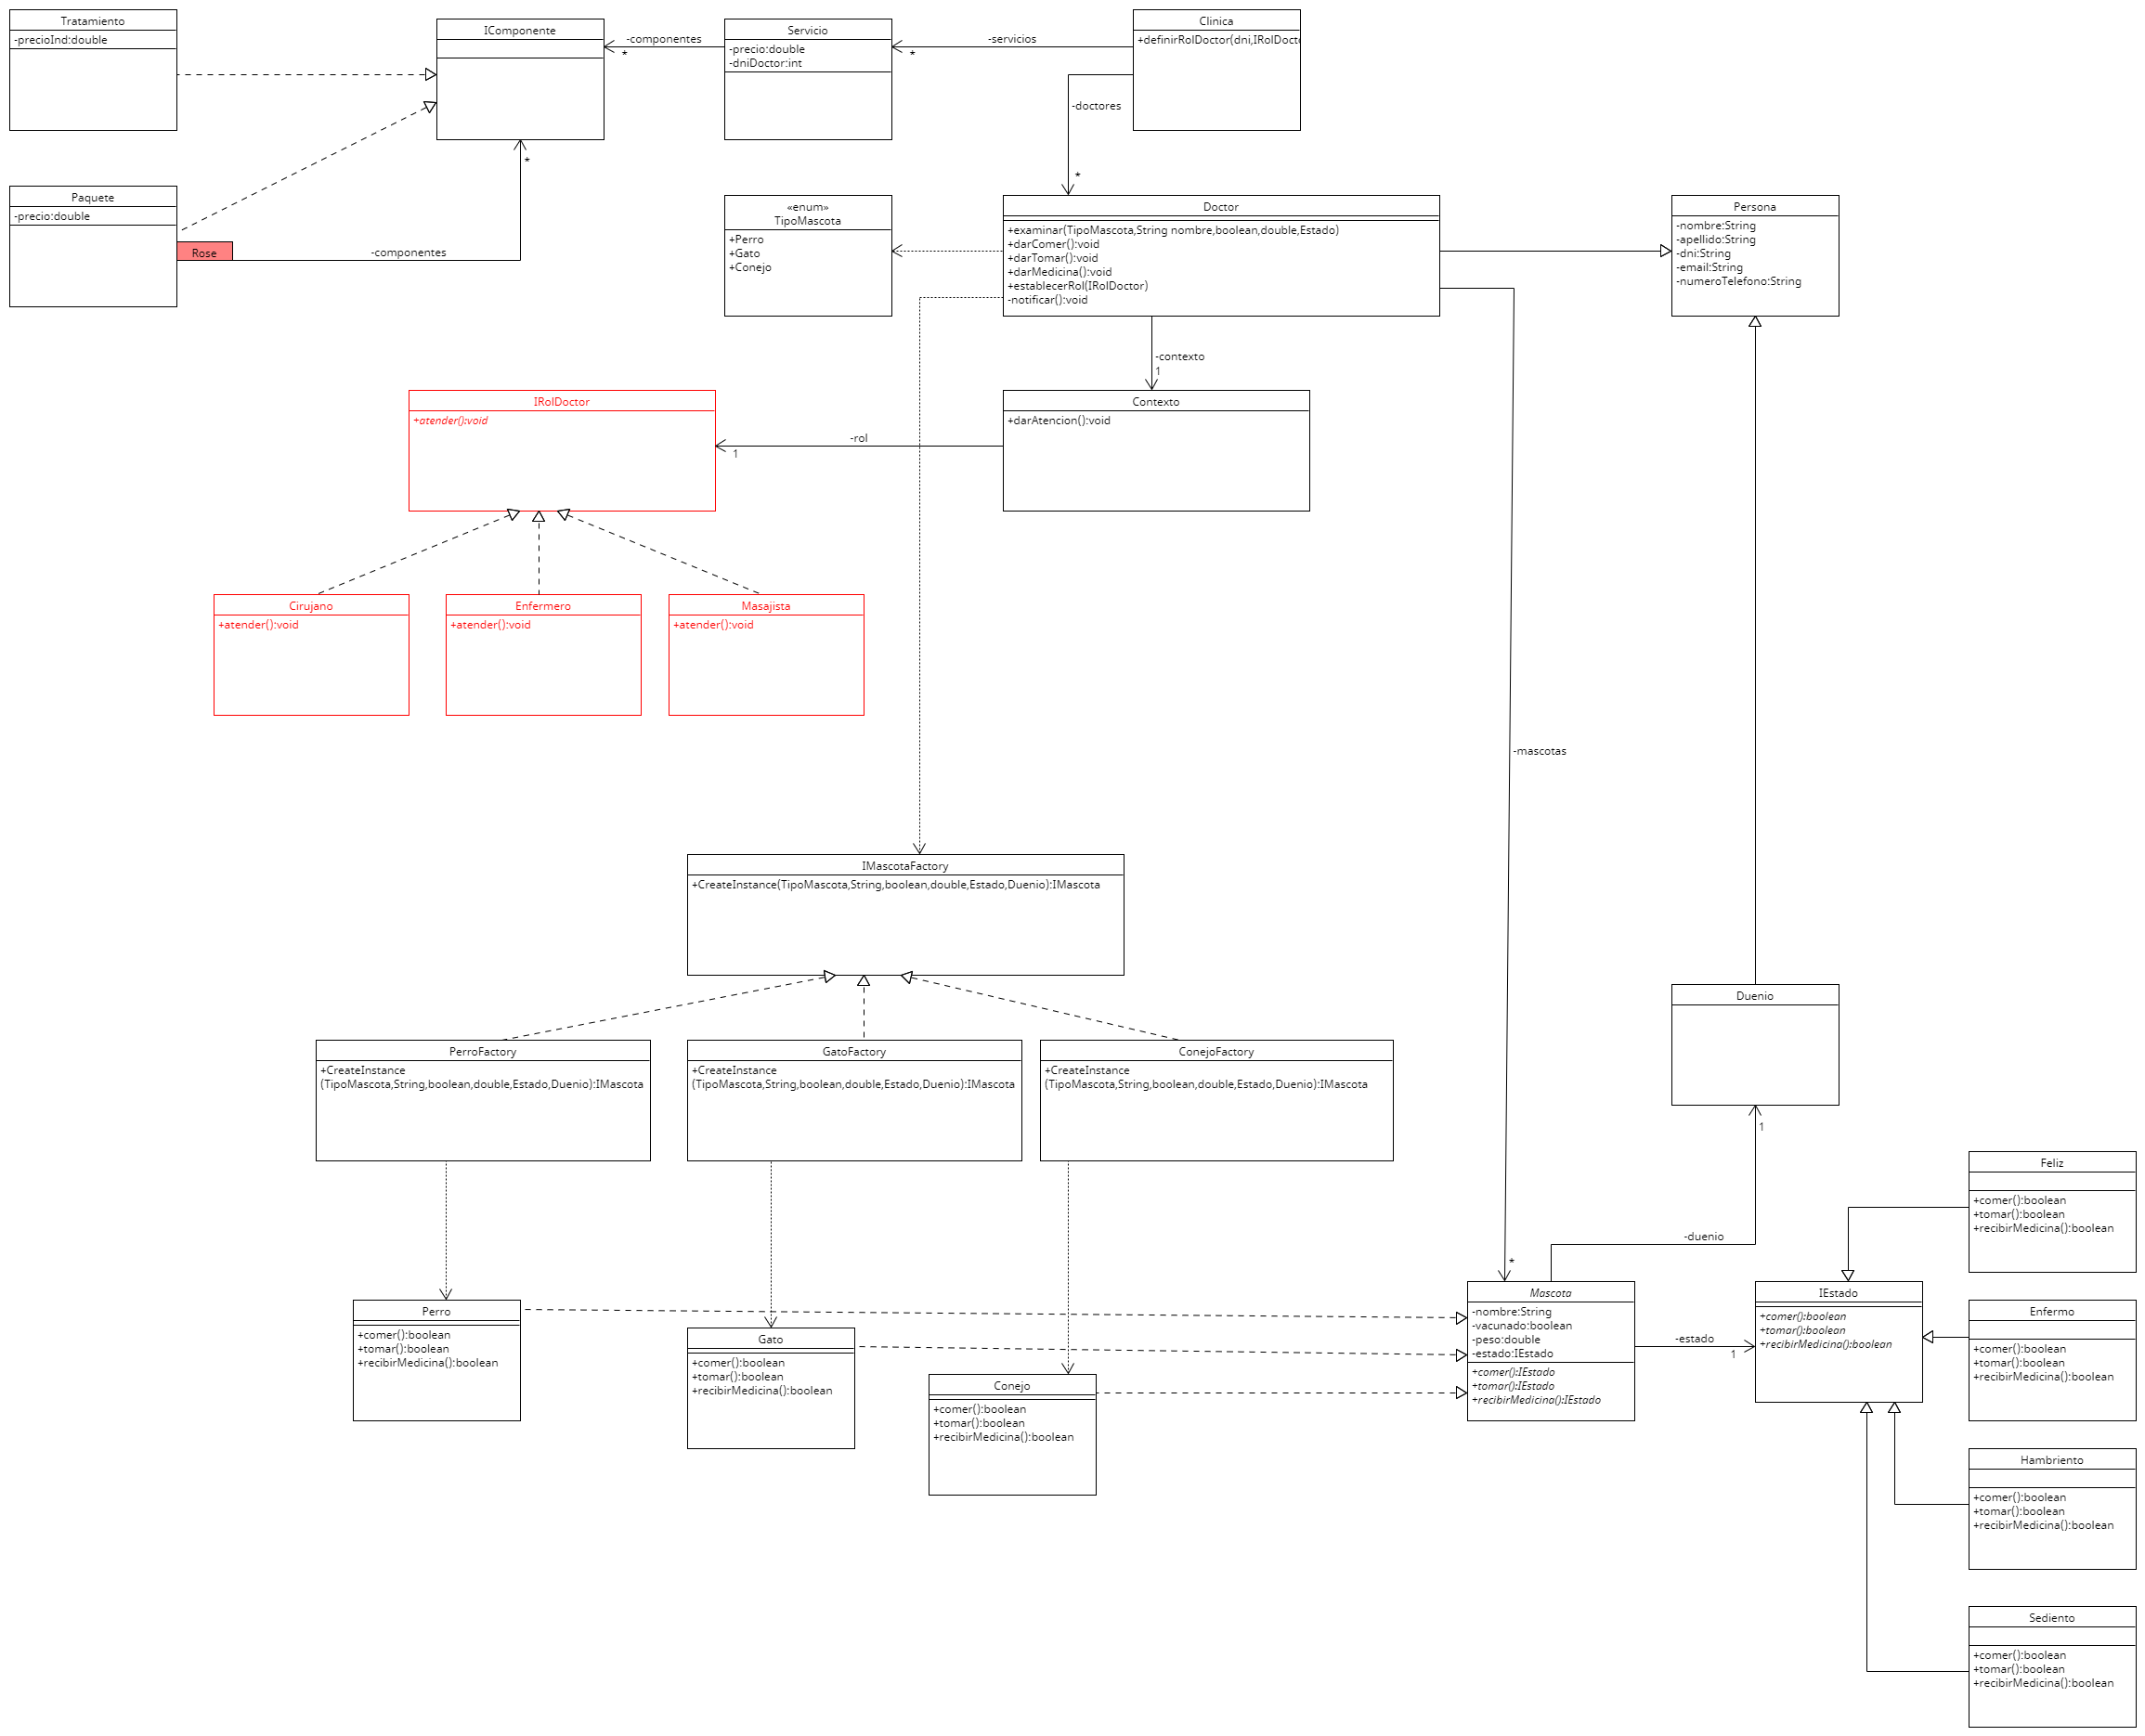 Tratamiento
-precioInd:double
IComponente
-componentes
*
Servicio
-precio:double
-dniDoctor:int
-servicios
*
Clinica
+definirRolDoctor(dni,IRolDocto
-doctores
*
*
Paquete
-precio:double
Rose
-componentes
«enum»
TipoMascota
+Perro
+Gato
+Conejo
Doctor
+examinar(TipoMascota,String nombre,boolean,double,Estado)
+darComer():void
+darTomar():void
+darMedicina():void
+establecerRol(IRolDoctor)
-notificar():void
Persona
-nombre:String
-apellido:String
-dni:String
-email:String
-numeroTelefono:String
-contexto
1
IRolDoctor
+atender():void
-rol
1
Contexto
+darAtencion():void
Cirujano
+atender():void
Enfermero
+atender():void
Masajista
+atender():void
-mascotas
IMascotaFactory
+CreateInstance(TipoMascota,String,boolean,double,Estado,Duenio):IMascota
Duenio
PerroFactory
+CreateInstance
(TipoMascota,String,boolean,double,Estado,Duenio):IMascota
GatoFactory
+CreateInstance
(TipoMascota,String,boolean,double,Estado,Duenio):IMascota
ConejoFactory
+CreateInstance
(TipoMascota,String,boolean,double,Estado,Duenio):IMascota
1
-duenio
*
Feliz
+comer():boolean
+tomar():boolean
+recibirMedicina():boolean
Perro
+comer():boolean
+tomar():boolean
+recibirMedicina():boolean
Gato
+comer():boolean
+tomar():boolean
+recibirMedicina():boolean
Conejo
+comer():boolean
+tomar():boolean
+recibirMedicina():boolean
Mascota
-nombre:String
-vacunado:boolean
-peso:double
-estado:IEstado
+comer():IEstado
+tomar():IEstado
+recibirMedicina():IEstado
-estado
1
IEstado
+comer():boolean
+tomar():boolean
+recibirMedicina():boolean
Enfermo
+comer():boolean
+tomar():boolean
+recibirMedicina():boolean
Hambriento
+comer():boolean
+tomar():boolean
+recibirMedicina():boolean
Sediento
+comer():boolean
+tomar():boolean
+recibirMedicina():boolean